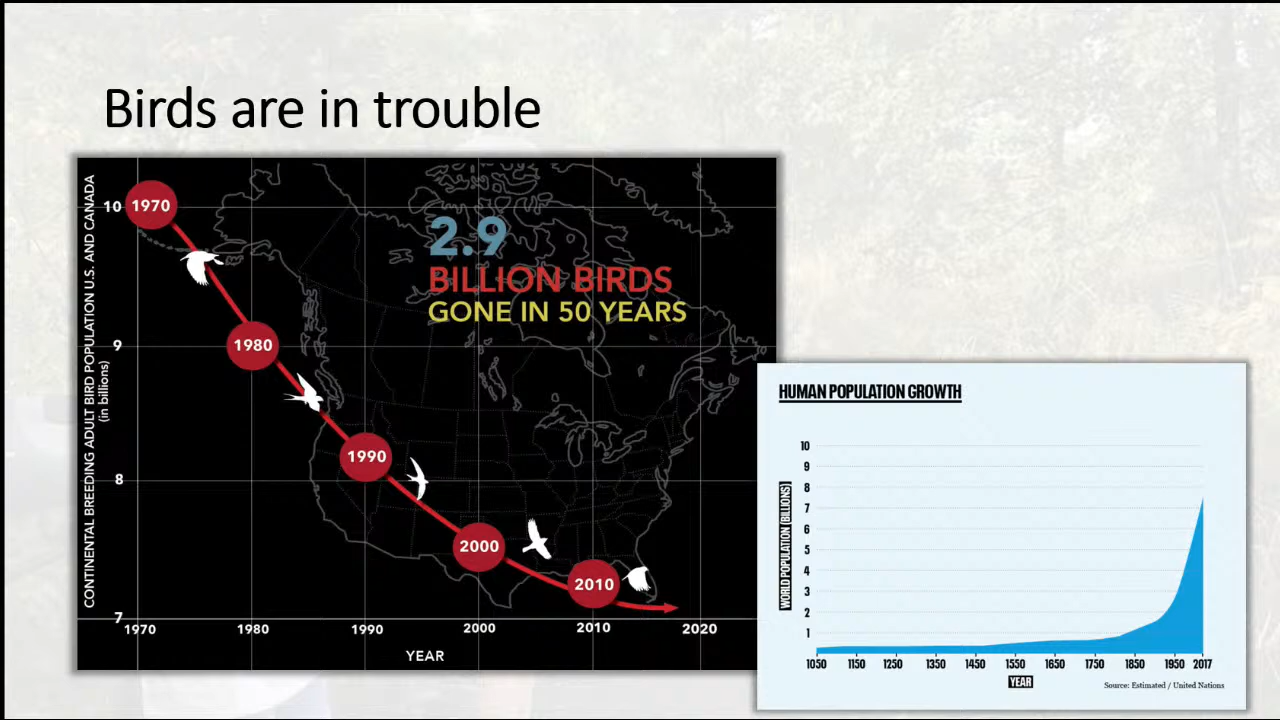 Birds are in trouble
CONTINENTAL BREEDING ADULT BIRD POPULATION U.S. AND CANADA
(in billions)
10
9
8
7
1970
1980
1990
2000
2010
2.9
BILLION BIRDS
GONE IN 50 YEARS
1970 1980 1990 2000 2010 2020
YEAR
HUMAN POPULATION GROWTH
WORLD POPULATION (BILLIONS)
10
9
8
7
6
5
4
3
2
1
1050 1150 1250 1350 1450 1550 1650 1750 1850 1950 2017
YEAR
Source: Estimated / United Nations